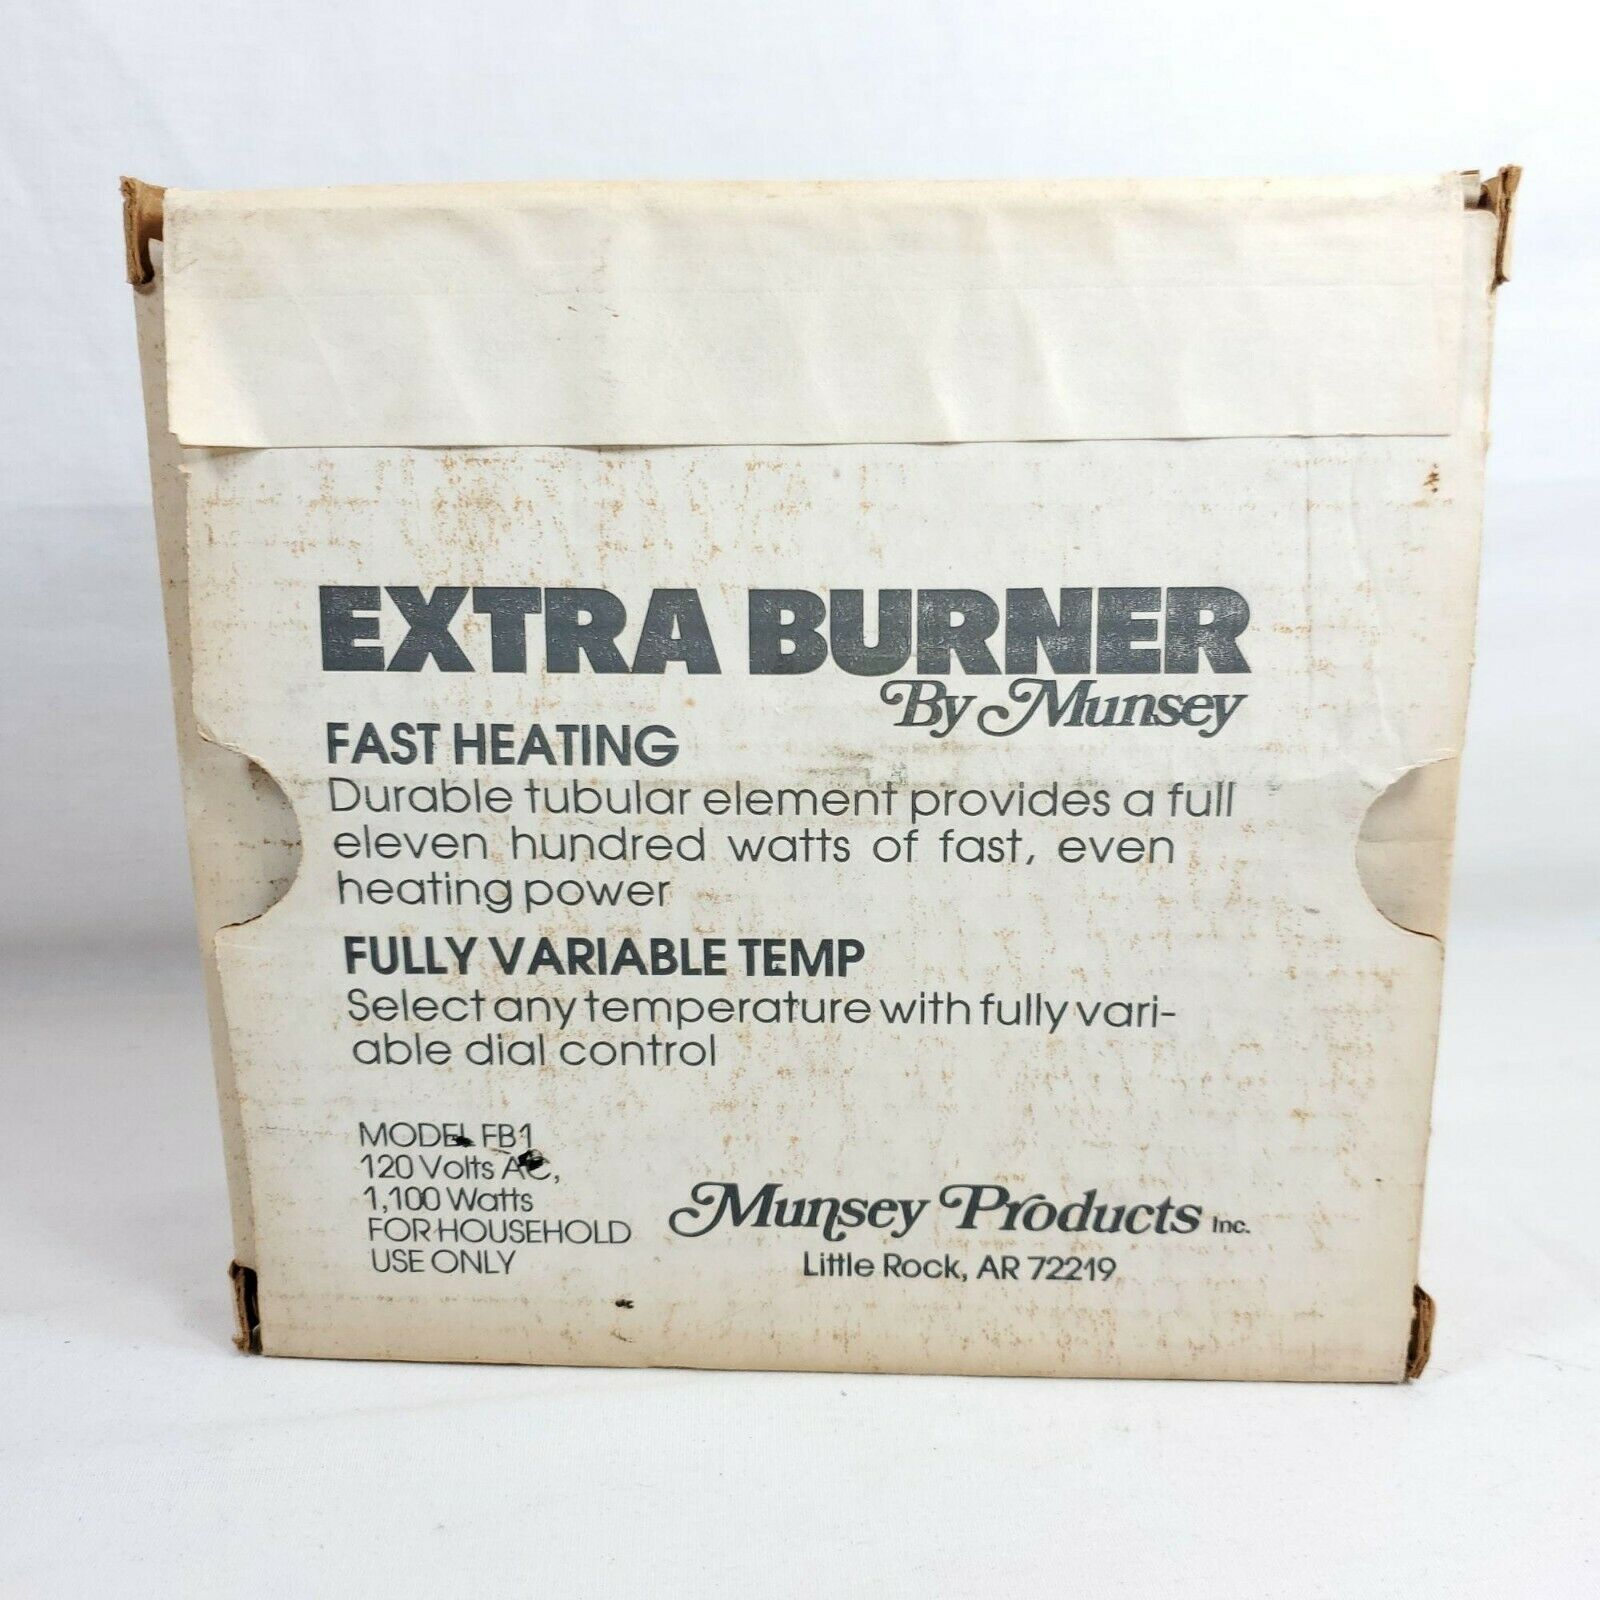 EXTRA BURNER
By Munsey
FAST HEATING
Durable tubular element provides a full
eleven hundred watts of fast, even
heating power
FULLY VARIABLE TEMP
Select any temperature with fully vari-
able dial control
MODEL FB1
120 Volts AC,
1,100 Watts
FOR HOUSEHOLD
USE ONLY
Munsey Products Inc.
Little Rock, AR 72219